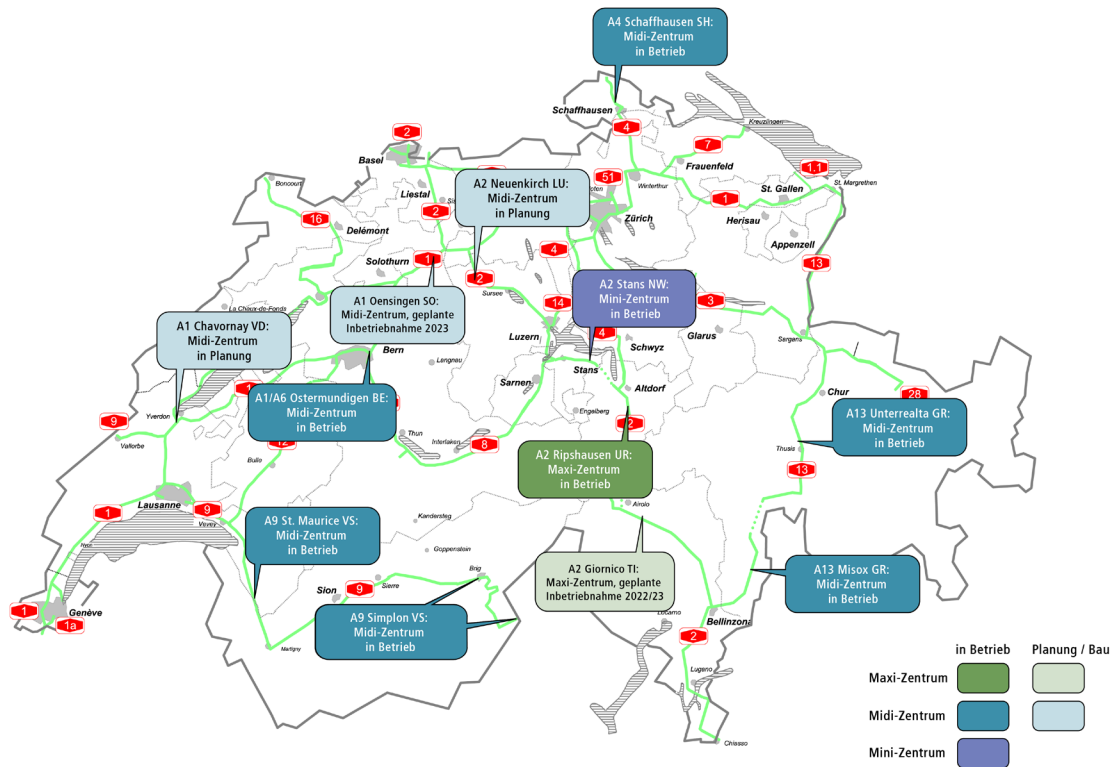 A4 Schaffhausen SH:
Midi-Zentrum
in Betrieb
Schaffhausen
4
Kreuzlingen
2
Basel
7
Frauenfeld
1.1
Boncourt
Liestal
A2 Neuenkirch LU:
Midi-Zentrum
in Planung
51
Winterthur
St. Gallen
St. Margrethen
1
Herisau
2
Zürich
16
Delémont
Appenzell
4
13
Solothurn
1
2
Sursee
A2 Stans NW:
Mini-Zentrum
in Betrieb
A1 Oensingen SO:
Midi-Zentrum, geplante
Inbetriebnahme 2023
La Chaux-de-Fonds
14
3
A1 Chavornay VD:
Midi-Zentrum
in Planung
Luzern
4
Schwyz
Glarus
Sargans
Bern
Langnau
Stans
Sarnen
Altdorf
A1/A6 Ostermundigen BE:
Midi-Zentrum
in Betrieb
Chur
28
Yverdon
Engelberg
9
Vallorbe
12
Thun
Interlaken
8
2
A13 Unterrealta GR:
Midi-Zentrum
in Betrieb
Thusis
Bulle
A2 Ripshausen UR:
Maxi-Zentrum
in Betrieb
13
Lausanne
1
9
Vevey
Airolo
Kandersteg
A9 St. Maurice VS:
Midi-Zentrum
in Betrieb
Nyon
Goppenstein
A2 Giornico TI:
Maxi-Zentrum, geplante
Inbetriebnahme 2022/23
A13 Misox GR:
Midi-Zentrum
in Betrieb
Brig
Sierre
Sion
9
1
Genève
1a
A9 Simplon VS:
Midi-Zentrum
in Betrieb
Locarno
Bellinzona
2
Martigny
Lugano
Chiasso
in Betrieb
Planung / Bau
Maxi-Zentrum
Midi-Zentrum
Mini-Zentrum